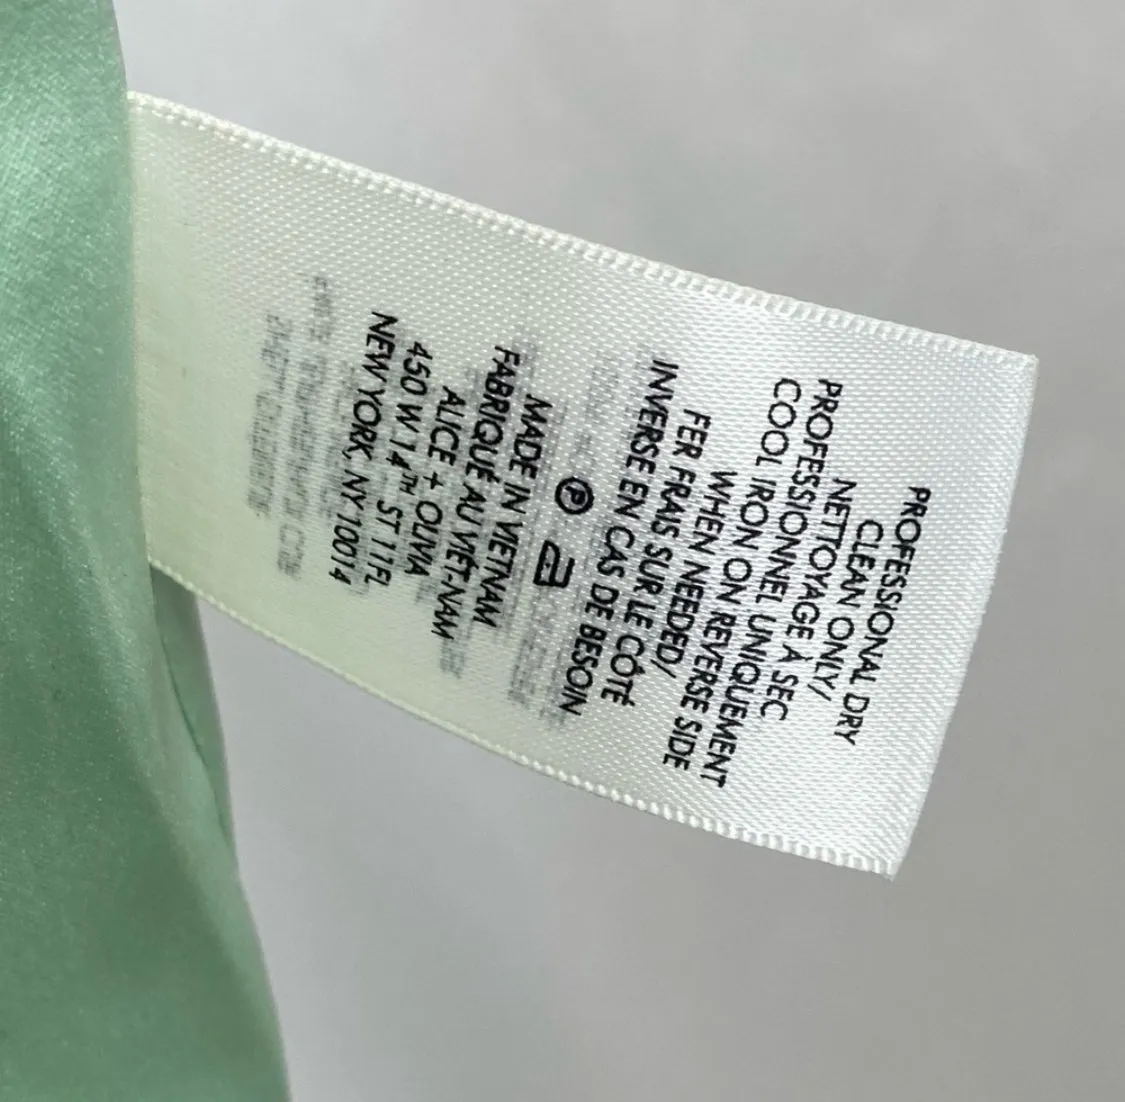 PROFESSIONAL DRY
CLEAN ONLY/
NETTOYAGE À SEC
PROFESSIONNEL UNIQUEMENT
COOL IRON ON REVERSE SIDE
WHEN NEEDED/
FER FRAIS SUR LE CÔTÉ
INVERSE EN CAS DE BESOIN
P
MADE IN VIETNAM
FABRIQUÉ AU VIÊT-NAM
ALICE + OLIVIA
450 W 14TH ST 11FL
NEW YORK, NY 10014